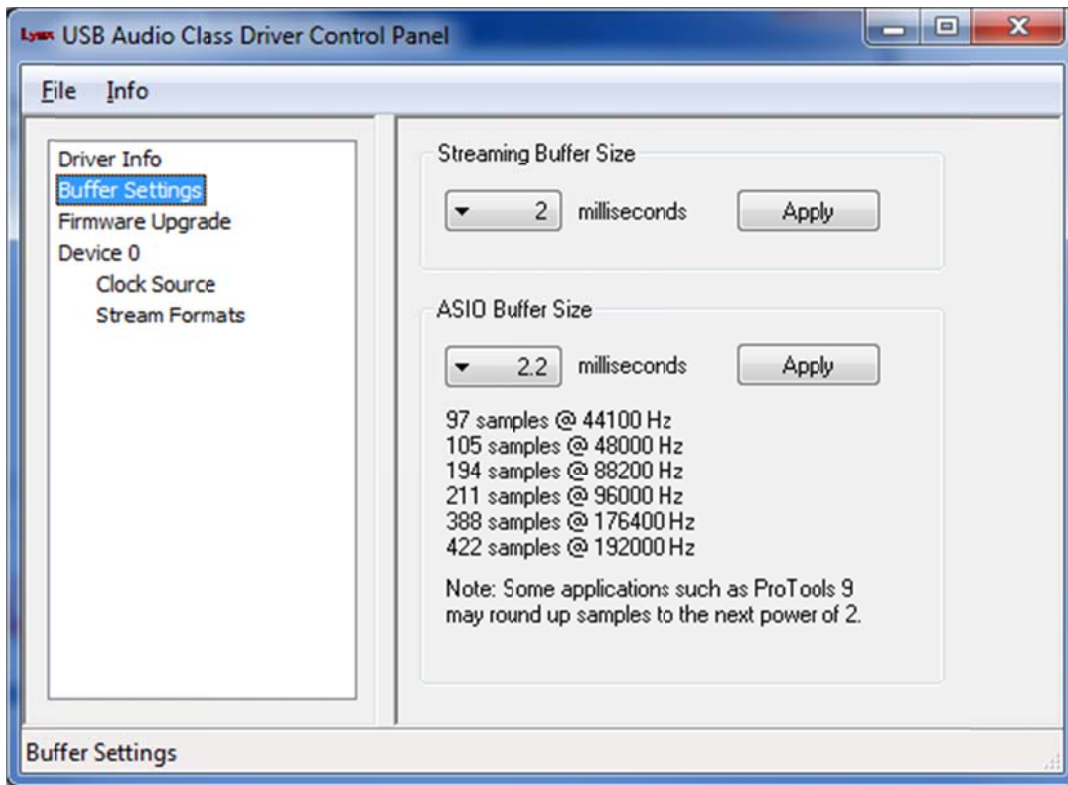 Lynx USB Audio Class Driver Control Panel
File Info
Driver Info
Buffer Settings
Firmware Upgrade
Device 0
Clock Source
Stream Formats
Streaming Buffer Size
2 milliseconds Apply
ASIO Buffer Size
2.2 milliseconds Apply
97 samples @ 44100 Hz
105 samples @ 48000 Hz
194 samples @ 88200 Hz
211 samples @ 96000 Hz
388 samples @ 176400 Hz
422 samples @ 192000 Hz
Note: Some applications such as ProTools 9
may round up samples to the next power of 2.
Buffer Settings